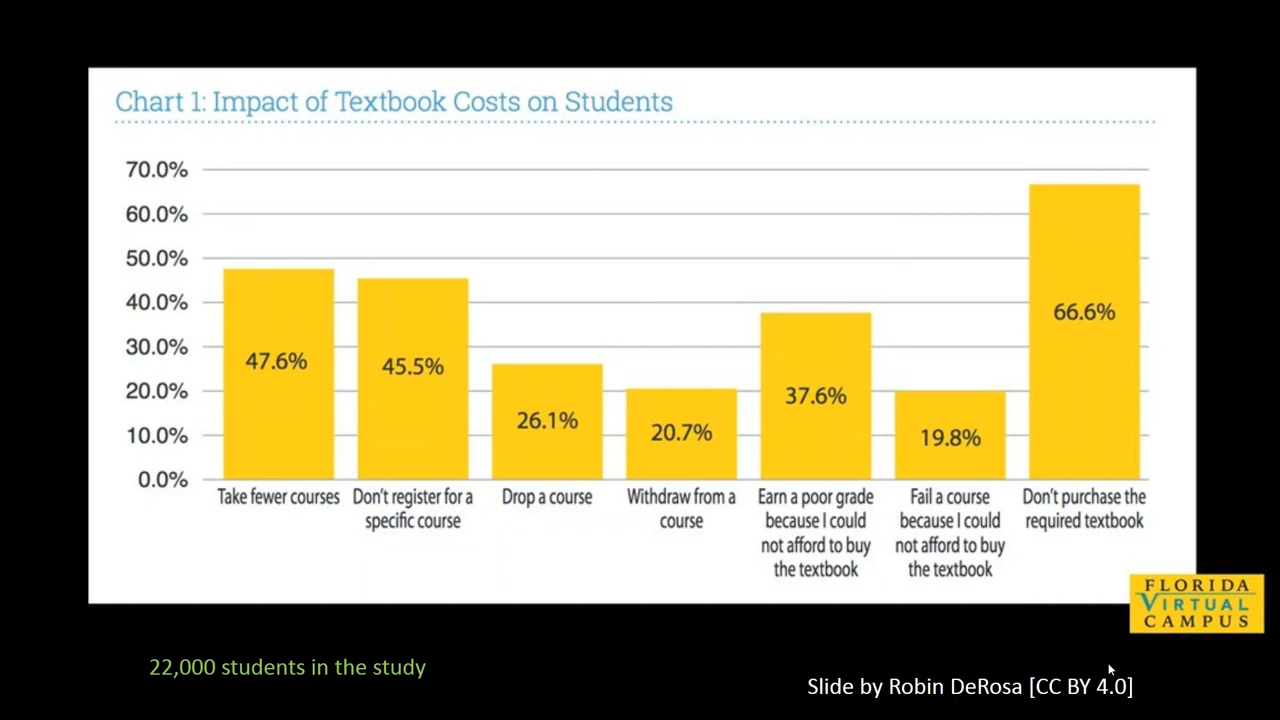 Chart 1: Impact of Textbook Costs on Students
70.0%
60.0%
50.0%
40.0%
30.0%
20.0%
10.0%
0.0%
47.6%
45.5%
26.1%
20.7%
37.6%
19.8%
66.6%
Take fewer courses
Don't register for a
specific course
Drop a course
Withdraw from a
course
Earn a poor grade
because I could
not afford to buy
the textbook
Fail a course
because I could
not afford to buy
the textbook
Don't purchase the
required textbook
FLORIDA
VIRTUAL
CAMPUS
22,000 students in the study
Slide by Robin DeRosa [CC BY 4.0]